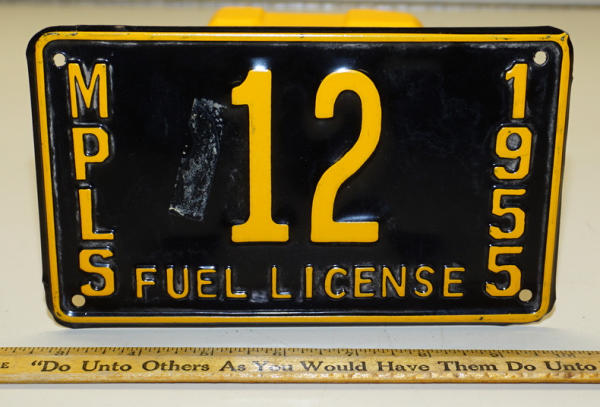 MPLS
12
1955
FUEL LICENSE
"Do Unto Others As You Would Have Them Do Unto